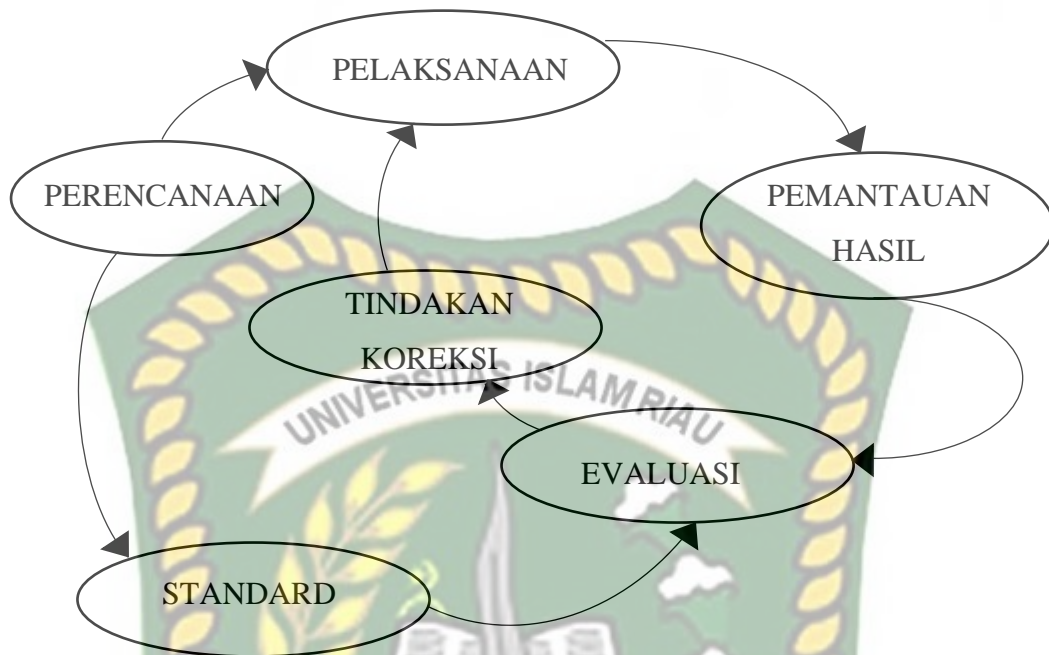 PELAKSANAAN
PERENCANAAN
PEMANTAUAN
HASIL
TINDAKAN
KOREKSI
UNIVERSITAS ISLAM RIAU
EVALUASI
STANDARD